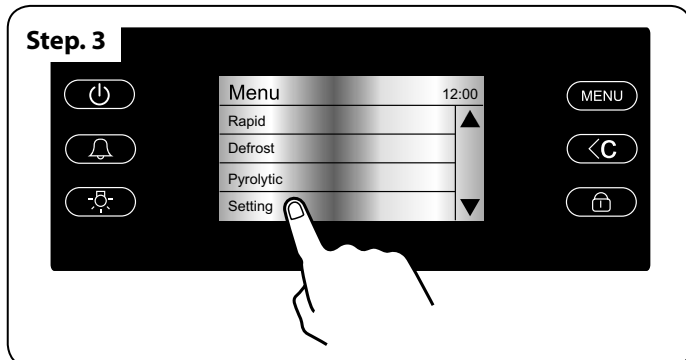 Step. 3
Menu 12:00
MENU
Rapid
Defrost
<C
Pyrolytic
Setting